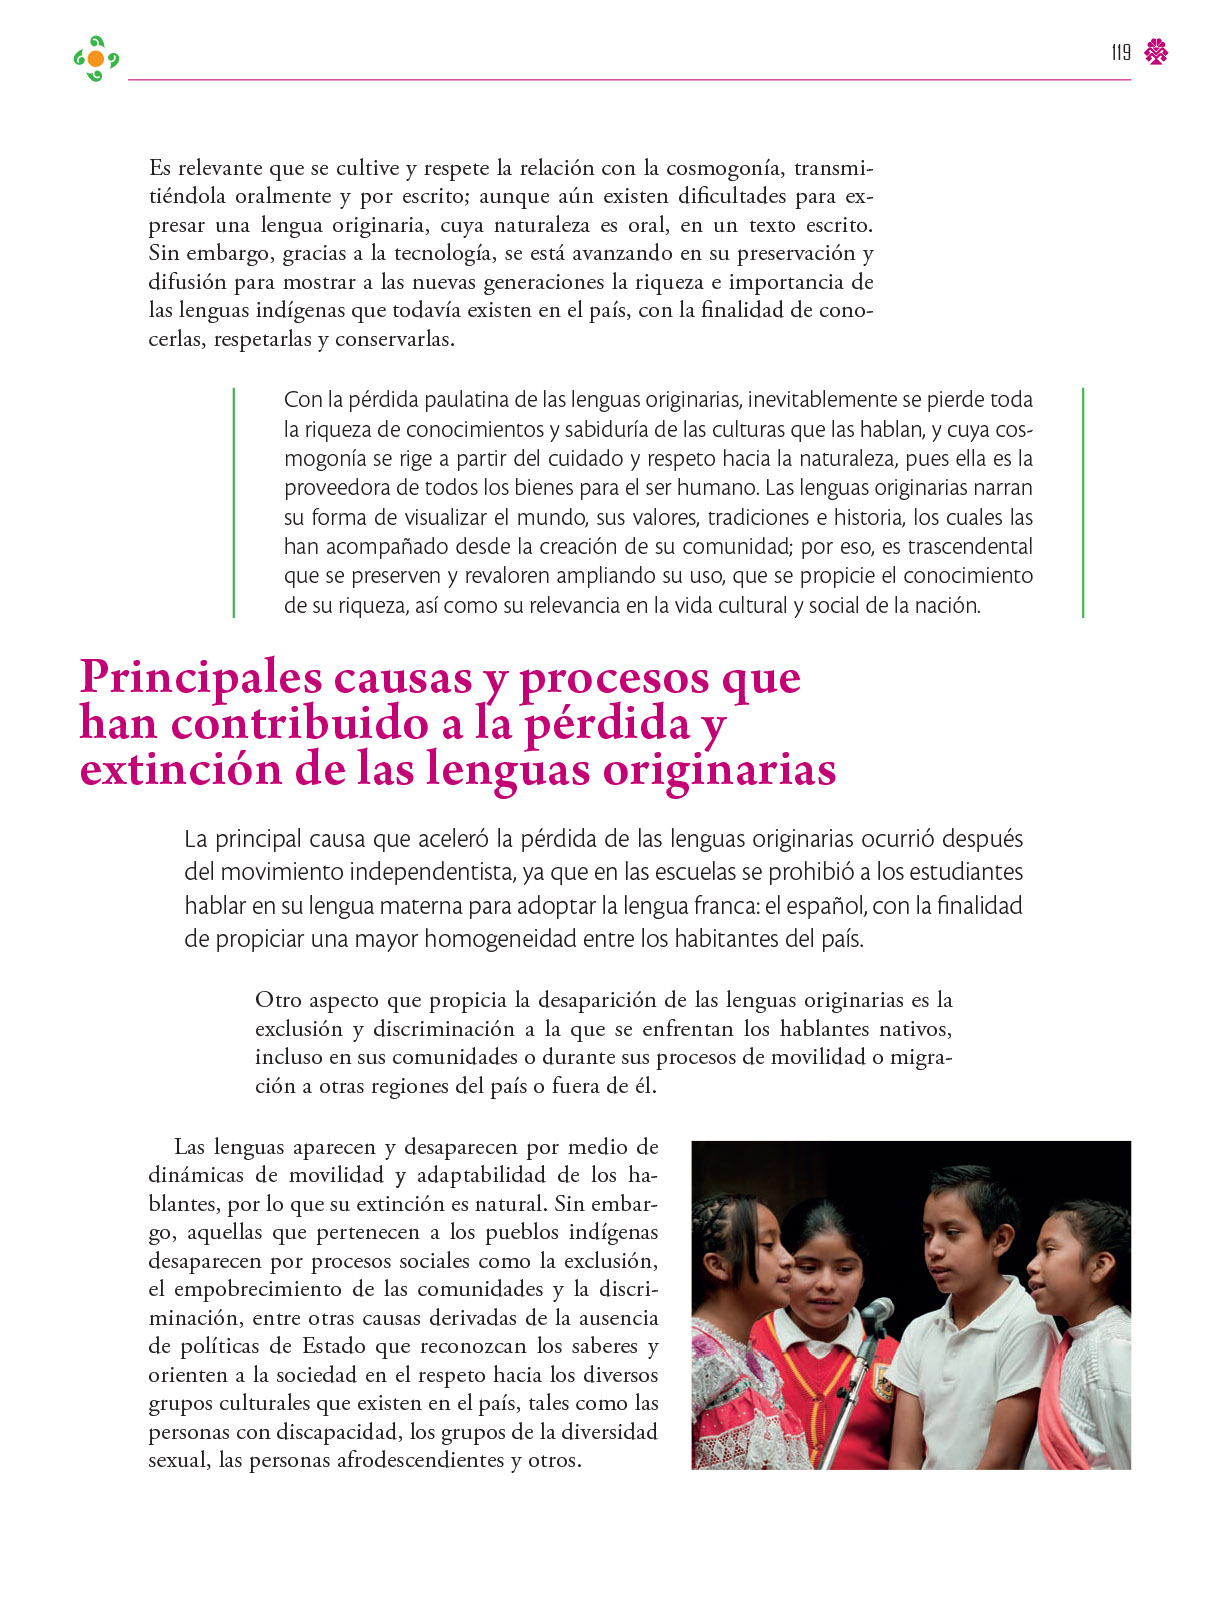 119
Es relevante que se cultive y respete la relación con la cosmogonía, transmi-
tiéndola oralmente y por escrito; aunque aún existen dificultades para ex-
presar una lengua originaria, cuya naturaleza es oral, en un texto escrito.
Sin embargo, gracias a la tecnología, se está avanzando en su preservación y
difusión para mostrar a las nuevas generaciones la riqueza e importancia de
las lenguas indígenas que todavía existen en el país, con la finalidad de cono-
cerlas, respetarlas y conservarlas.
Con la pérdida paulatina de las lenguas originarias, inevitablemente se pierde toda
la riqueza de conocimientos y sabiduría de las culturas que las hablan, y cuya cos-
mogonía se rige a partir del cuidado y respeto hacia la naturaleza, pues ella es la
proveedora de todos los bienes para el ser humano. Las lenguas originarias narran
su forma de visualizar el mundo, sus valores, tradiciones e historia, los cuales las
han acompañado desde la creación de su comunidad; por eso, es trascendental
que se preserven y revaloren ampliando su uso, que se propicie el conocimiento
de su riqueza, así como su relevancia en la vida cultural y social de la nación.
Principales causas y procesos que
han contribuido a la pérdida y
extinción de las lenguas originarias
La principal causa que aceleró la pérdida de las lenguas originarias ocurrió después
del movimiento independentista, ya que en las escuelas se prohibió a los estudiantes
hablar en su lengua materna para adoptar la lengua franca: el español, con la finalidad
de propiciar una mayor homogeneidad entre los habitantes del país.
Otro aspecto que propicia la desaparición de las lenguas originarias es la
exclusión y discriminación a la que se enfrentan los hablantes nativos,
incluso en sus comunidades o durante sus procesos de movilidad o migra-
ción a otras regiones del país o fuera de él.
Las lenguas aparecen y desaparecen por medio de
dinámicas de movilidad y adaptabilidad de los ha-
blantes, por lo que su extinción es natural. Sin embar-
go, aquellas que pertenecen a los pueblos indígenas
desaparecen por procesos sociales como la exclusión,
el empobrecimiento de las comunidades y la discri-
minación, entre otras causas derivadas de la ausencia
de políticas de Estado que reconozcan los saberes y
orienten a la sociedad en el respeto hacia los diversos
grupos culturales que existen en el país, tales como las
personas con discapacidad, los grupos de la diversidad
sexual, las personas afrodescendientes y otros.